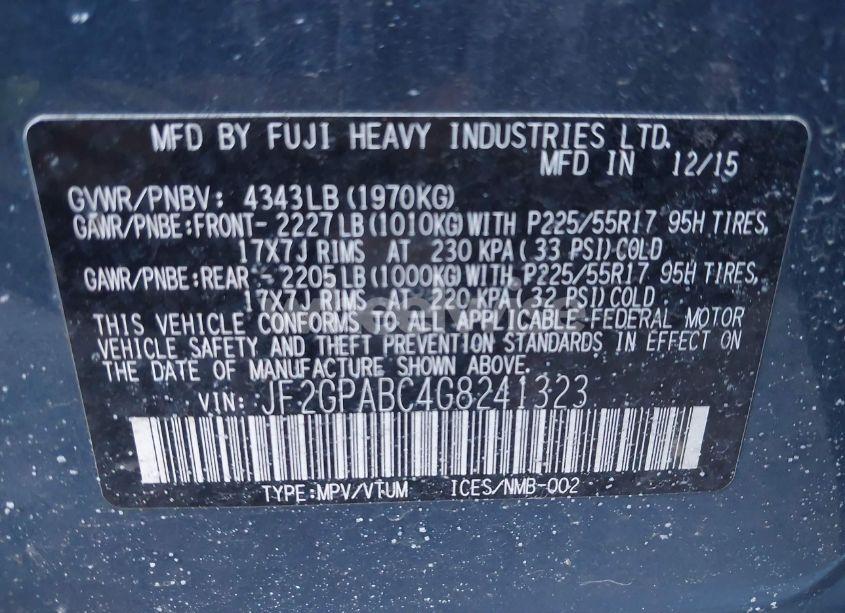 MFD BY FUJI HEAVY INDUSTRIES LTD.
MFD IN 12/15
GVWR/PNBV: 4343LB (1970KG)
GAWR/PNBE:FRONT- 2227LB (1010KG) WITH P225/55R17 95H TIRES,
17X7J RIMS AT 230 KPA (33 PSI) COLD
GAWR/PNBE:REAR - 2205LB (1000KG) WITH P225/55R17 95H TIRES,
17X7J RIMS AT 220 KPA (32 PSI) COLD
THIS VEHICLE CONFORMS TO ALL APPLICABLE FEDERAL MOTOR
VEHICLE SAFETY AND THEFT PREVENTION STANDARDS IN EFFECT ON
THE DATE OF MANUFACTURE SHOWN ABOVE.
VIN: JF2GPABC4G8241323
TYPE:MPV/VTUM ICES/NMB-002